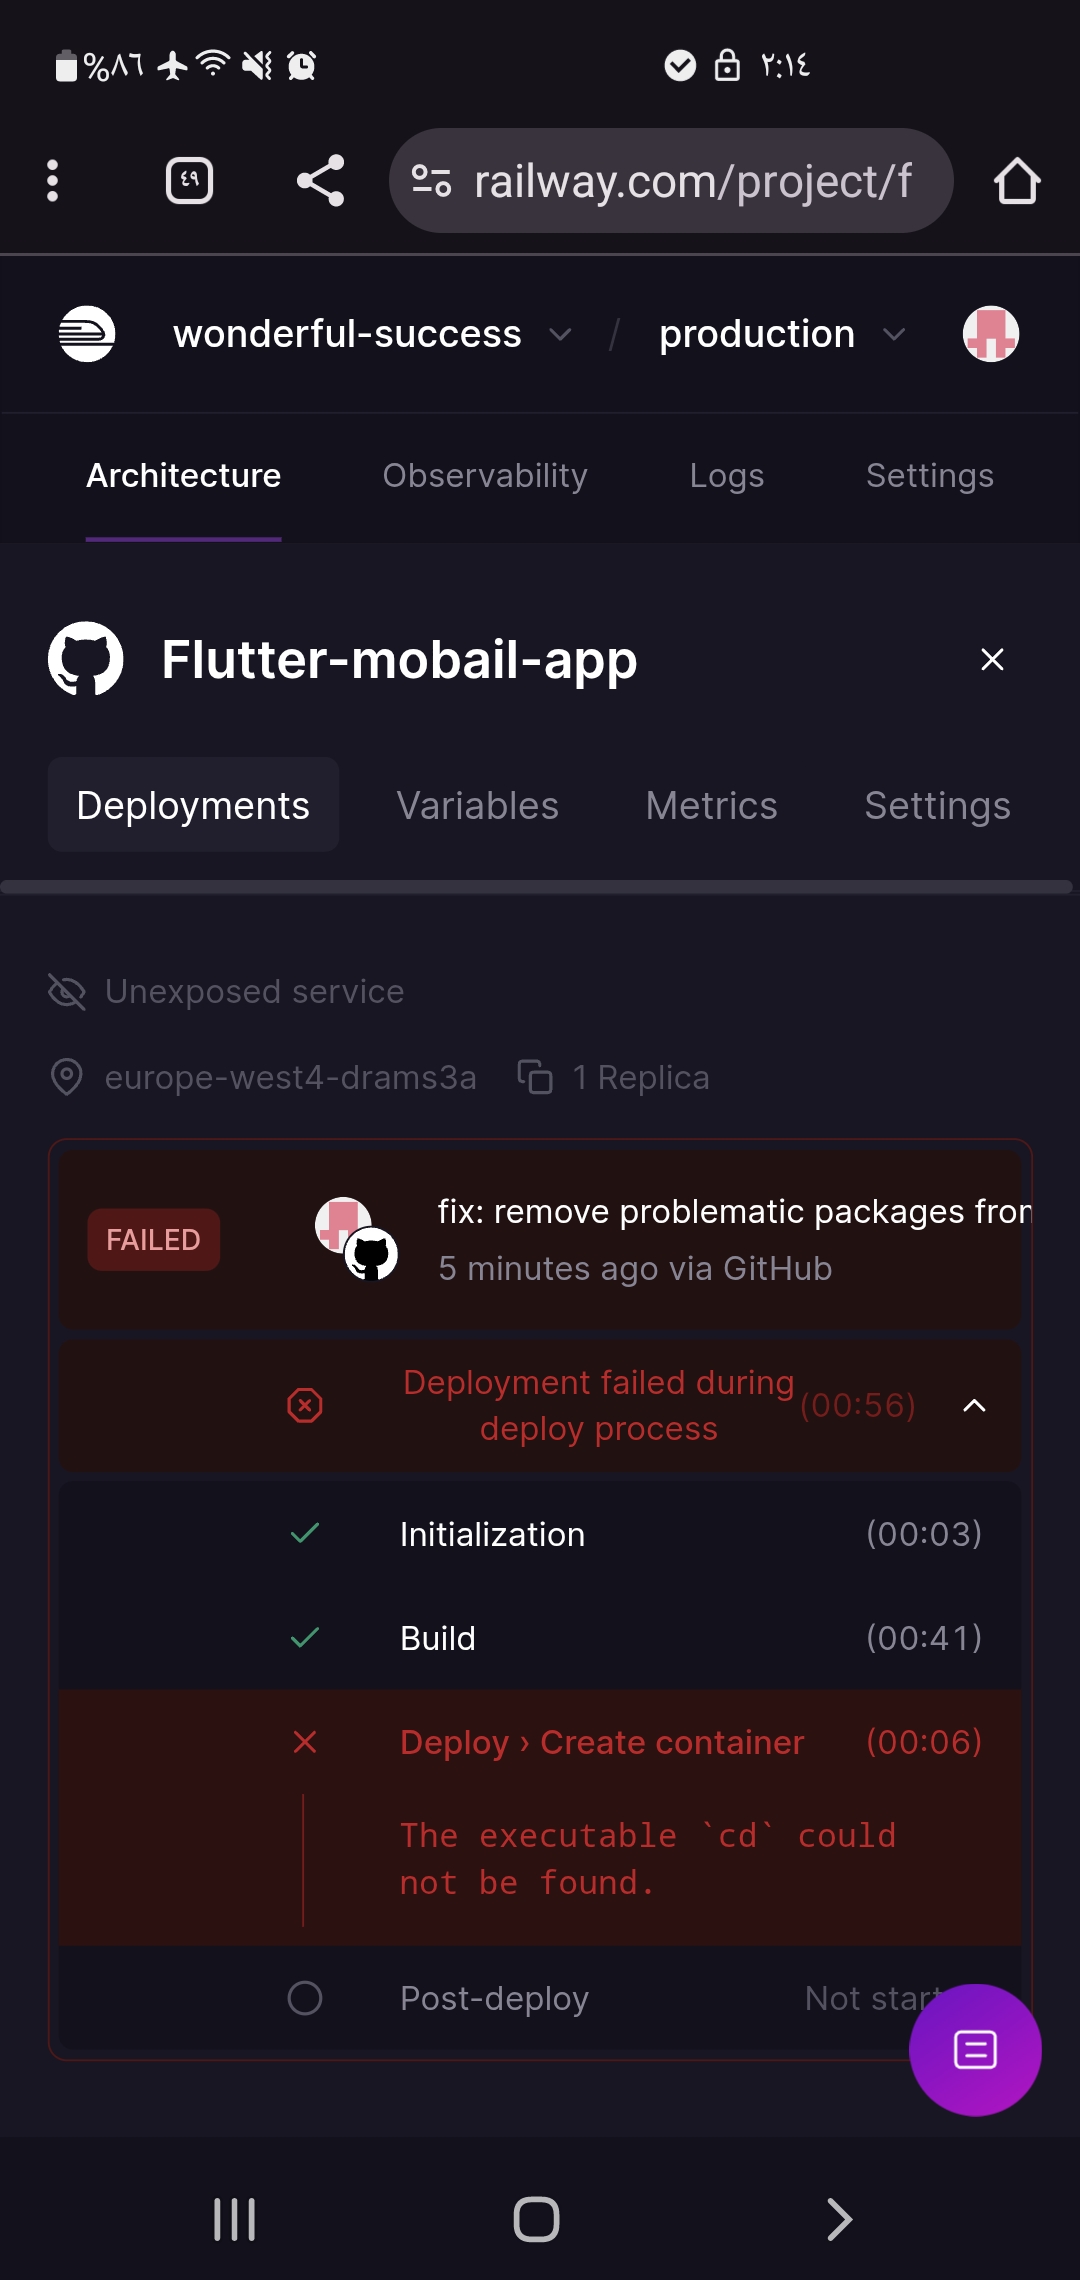 %٨٦
٢:١٤
٤٩
railway.com/project/f
wonderful-success / production
Architecture
Observability
Logs
Settings
Flutter-mobail-app
Deployments
Variables
Metrics
Settings
Unexposed service
europe-west4-drams3a
1 Replica
FAILED
fix: remove problematic packages from
5 minutes ago via GitHub
Deployment failed during
deploy process
(00:56)
Initialization
(00:03)
Build
(00:41)
Deploy › Create container
(00:06)
The executable `cd` could
not be found.
Post-deploy
Not start